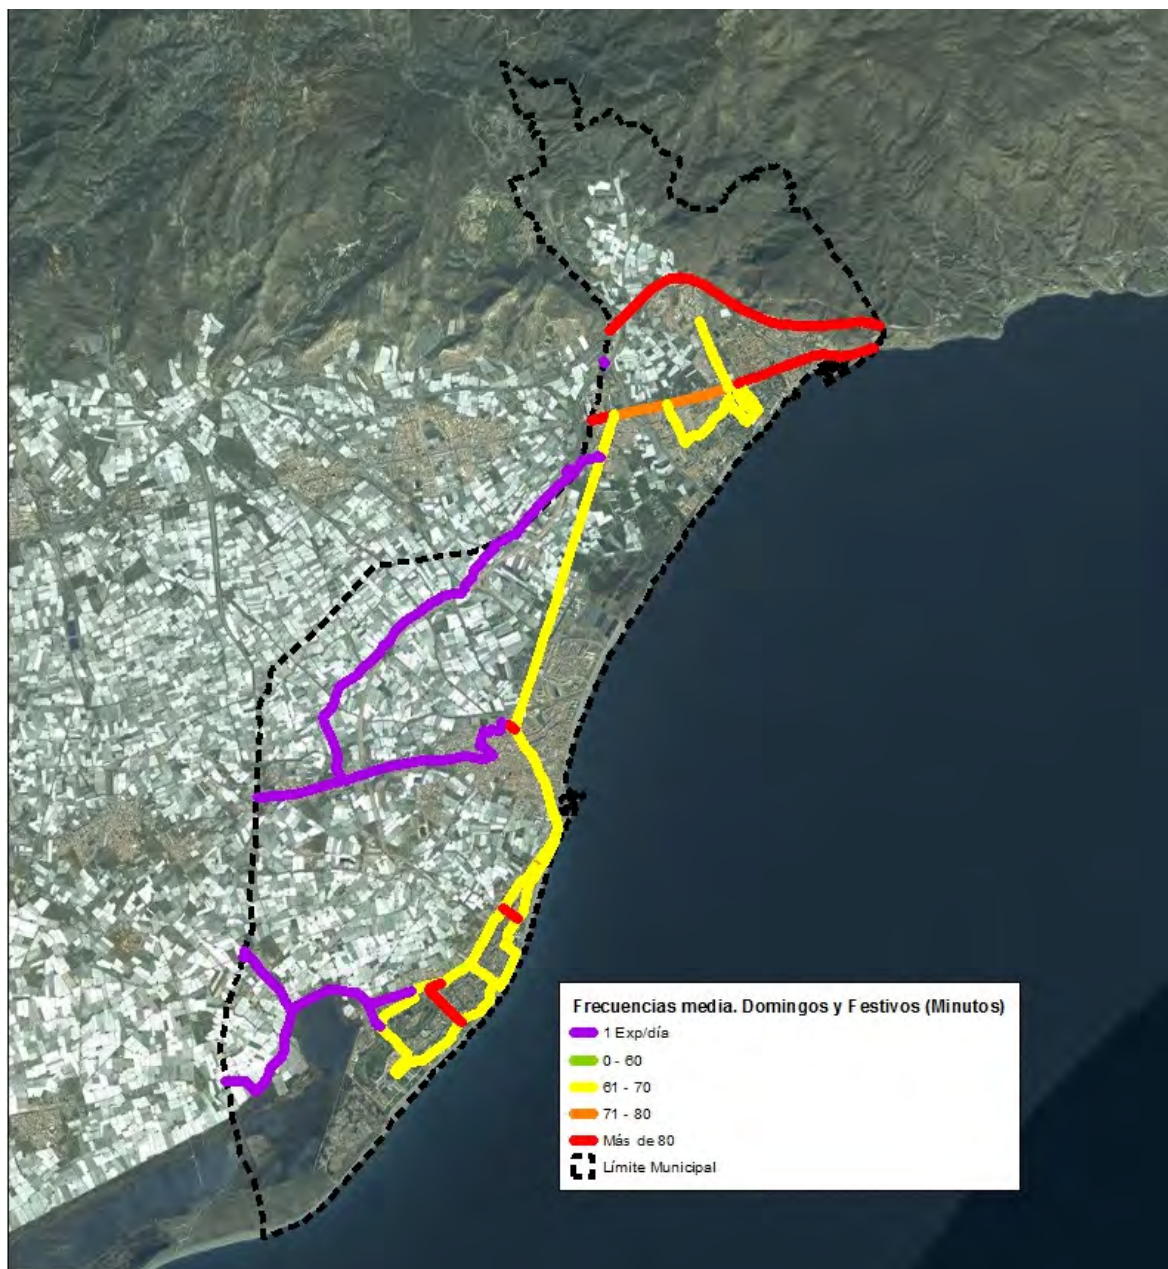 Frecuencias media. Domingos y Festivos (Minutos)
1 Exp/día
0 - 60
61 - 70
71 - 80
Más de 80
Límite Municipal